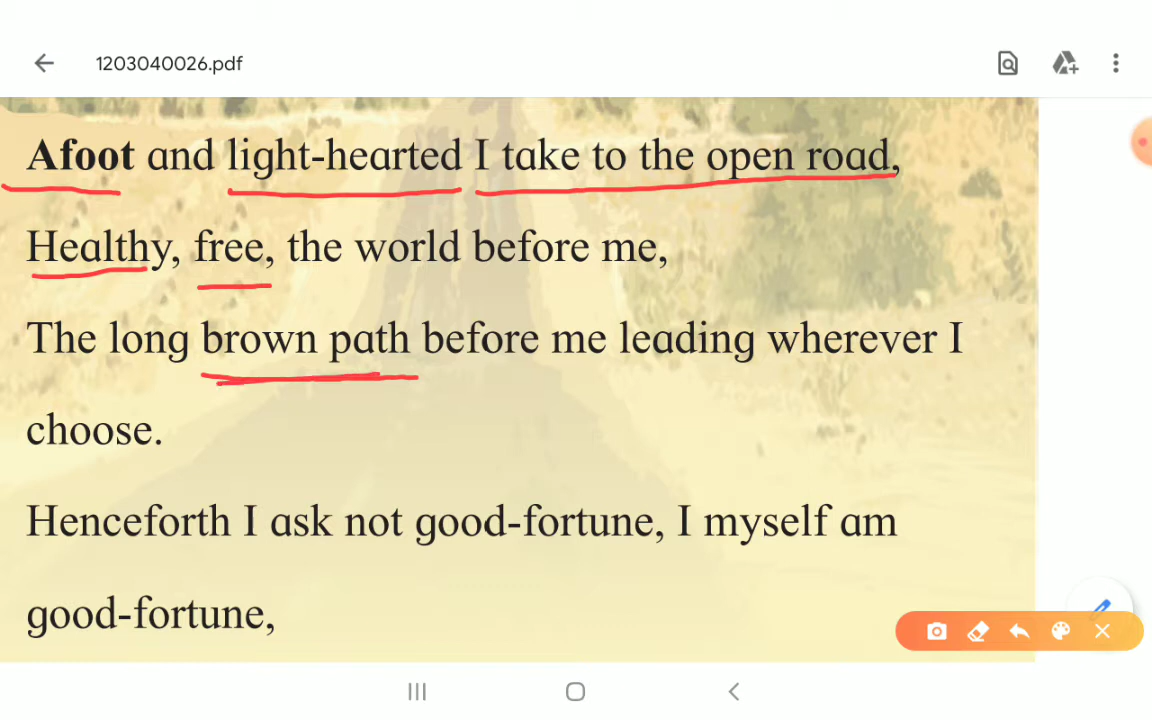 1203040026.pdf
Afoot and light-hearted I take to the open road,
Healthy, free, the world before me,
The long brown path before me leading wherever I
choose.
Henceforth I ask not good-fortune, I myself am
good-fortune,